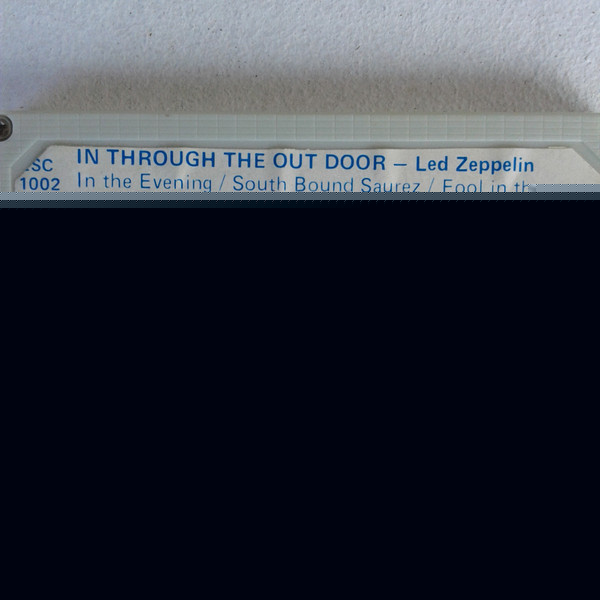 IN THROUGH THE OUT DOOR — Led Zeppelin
SC
1002
In the Evening / South Bound Saurez / Fool in